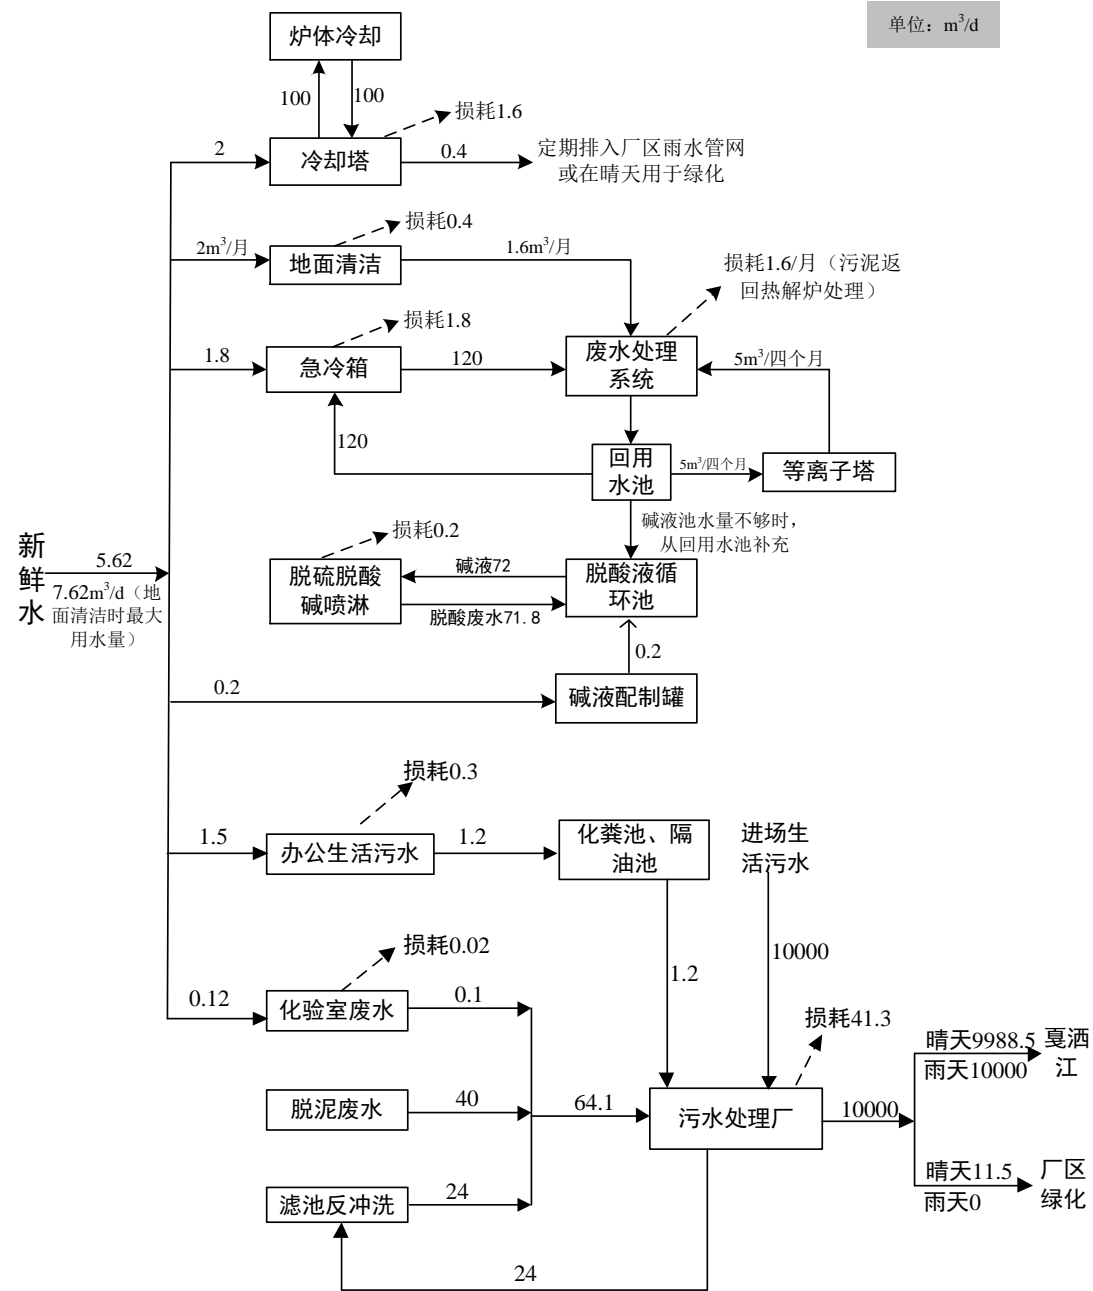 单位：m³/d
炉体冷却
100
100
损耗1.6
2
冷却塔
0.4
定期排入厂区雨水管网
或在晴天用于绿化
损耗0.4
2m³/月
地面清洁
1.6m³/月
损耗1.6/月（污泥返
回热解炉处理）
损耗1.8
1.8
急冷箱
120
废水处理
系统
5m³/四个月
120
回用
水池
5m³/四个月
等离子塔
碱液池水量不够时，
从回用水池补充
新
鲜
水
5.62
7.62m³/d（地
面清洁时最大
用水量）
损耗0.2
脱硫脱酸
碱喷淋
碱液72
脱酸废水71.8
脱酸液循
环池
0.2
0.2
碱液配制罐
损耗0.3
1.5
办公生活污水
1.2
化粪池、隔
油池
进场生
活污水
10000
1.2
损耗0.02
0.12
化验室废水
0.1
损耗41.3
脱泥废水
40
64.1
污水处理厂
10000
晴天9988.5
雨天10000
戛洒
江
晴天11.5
雨天0
厂区
绿化
滤池反冲洗
24
24